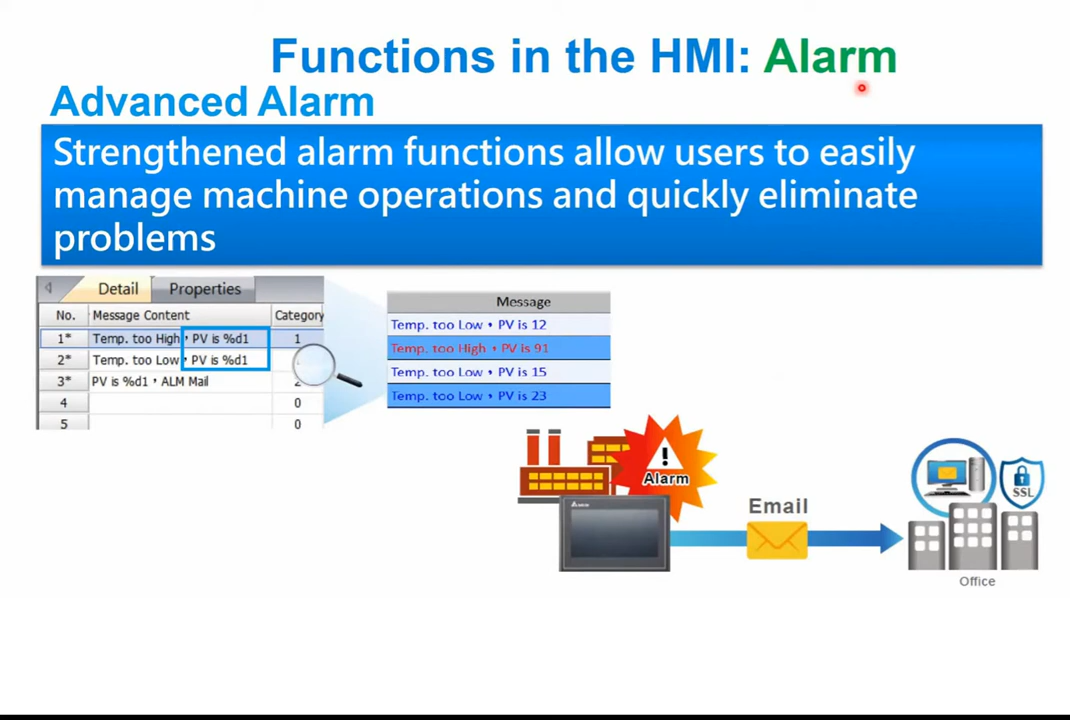 Functions in the HMI: Alarm
Advanced Alarm
Strengthened alarm functions allow users to easily
manage machine operations and quickly eliminate
problems
Detail Properties
No. Message Content Category
1* Temp. too High，PV is %d1 1
2* Temp. too Low，PV is %d1
3* PV is %d1，ALM Mail 2
4 0
5 0
Message
Temp. too Low，PV is 12
Temp. too High，PV is 91
Temp. too Low，PV is 15
Temp. too Low，PV is 23
!
Alarm
Email
SSL
Office